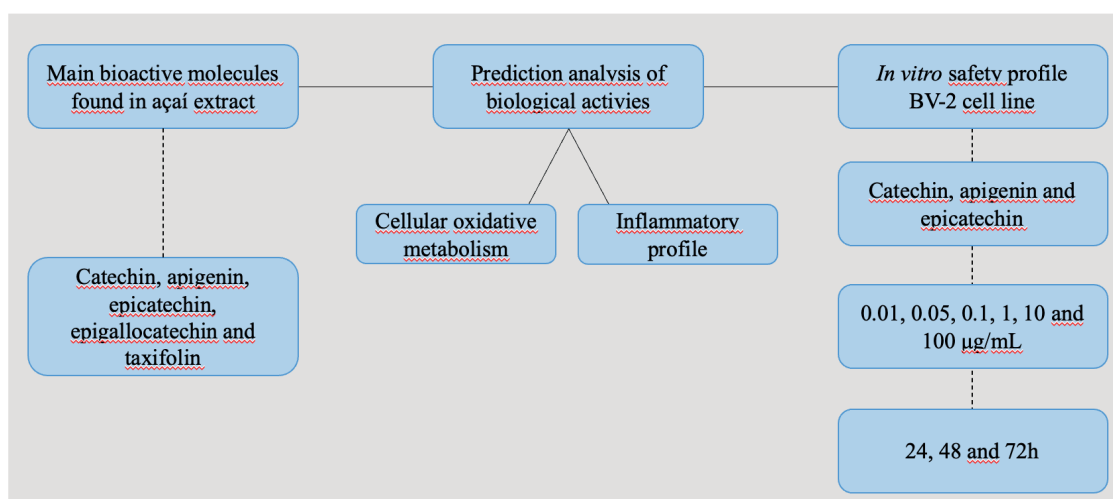 Main bioactive molecules
found in açaí extract
Prediction analysis of
biological activies
In vitro safety profile
BV-2 cell line
Catechin, apigenin and
epicatechin
Cellular oxidative
metabolism
Inflammatory
profile
Catechin, apigenin,
epicatechin,
epigallocatechin and
taxifolin
0.01, 0.05, 0.1, 1, 10 and
100 µg/mL
24, 48 and 72h